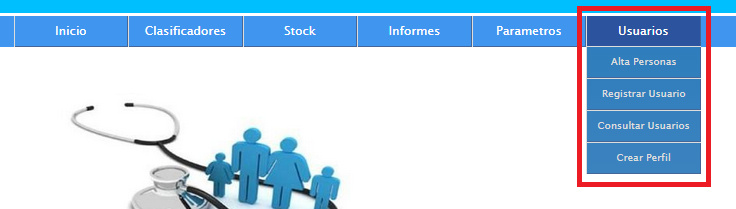 Inicio
Clasificadores
Stock
Informes
Parametros
Usuarios
Alta Personas
Registrar Usuario
Consultar Usuarios
Crear Perfil